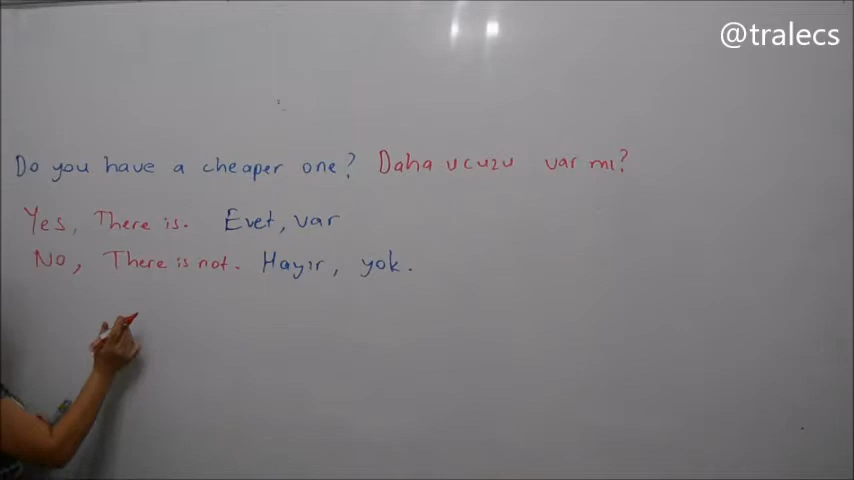 @tralecs
Do you have a cheaper one? Daha ucuzu var mı?
Yes, There is. Evet, var
No, There is not. Hayır, yok.